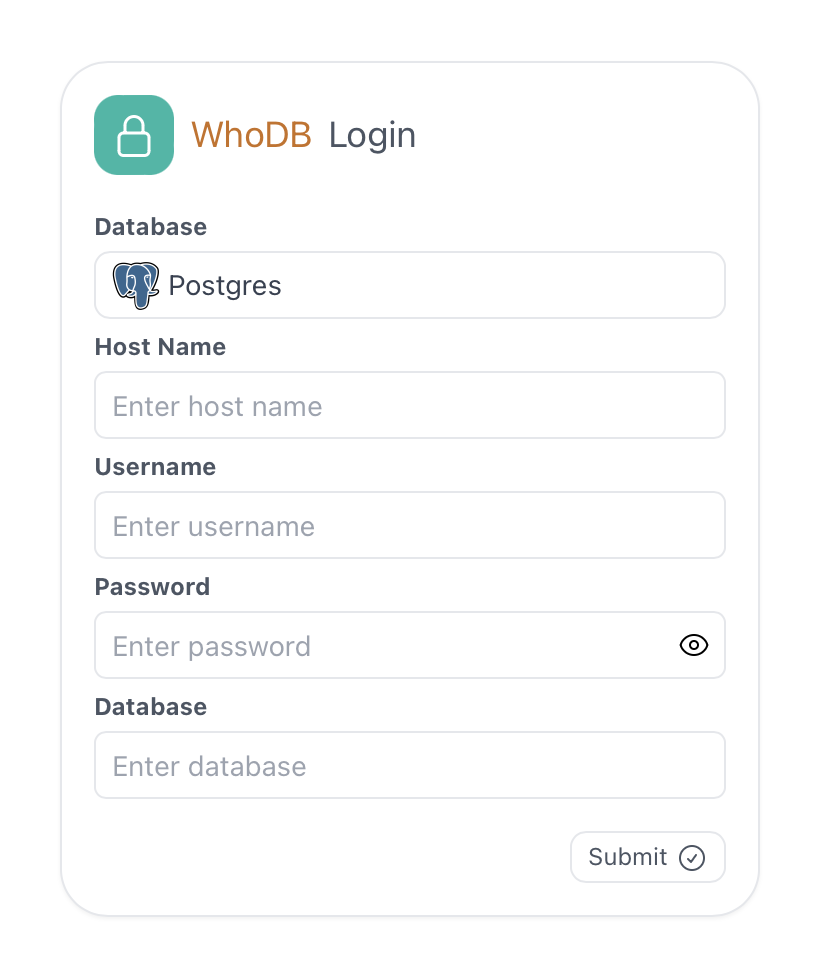 WhoDB Login
Database
Postgres
Host Name
Enter host name
Username
Enter username
Password
Enter password
Database
Enter database
Submit